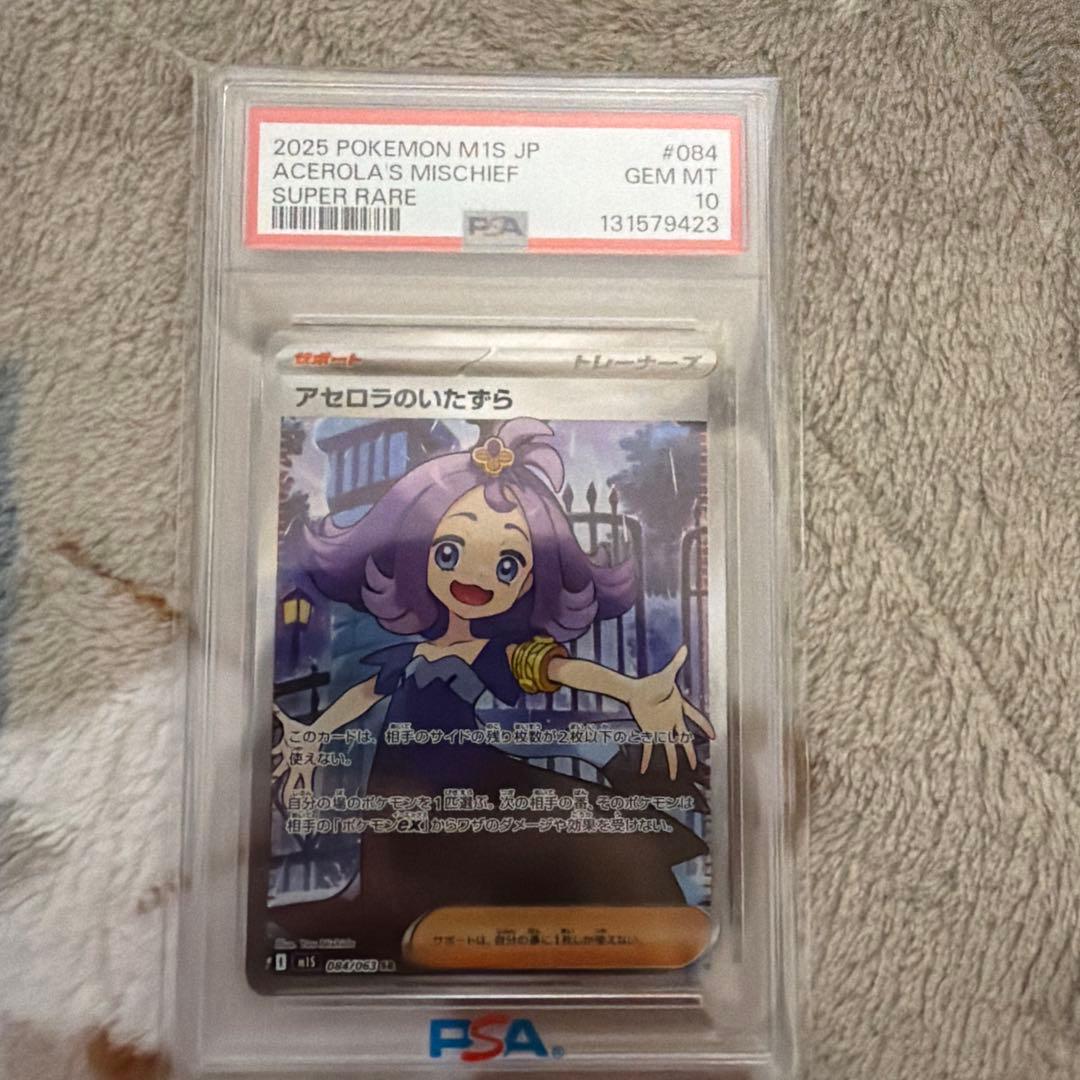 2025 POKEMON M1S JP #084
ACEROLA'S MISCHIEF GEM MT
SUPER RARE 10
PSA 131579423
サポート トレーナーズ
アセロラのいたずら
このカードは、相手のサイドの残り枚数が2枚以下のときにしか
使えない。
自分の場のポケモンを1匹選ぶ。次の相手の番、そのポケモンは
相手の「ポケモンex」からワザのダメージや効果を受けない。
サポートは、自分の番に1枚しか使えない。
Illus.
I m1S 084/063 SR
PSA®